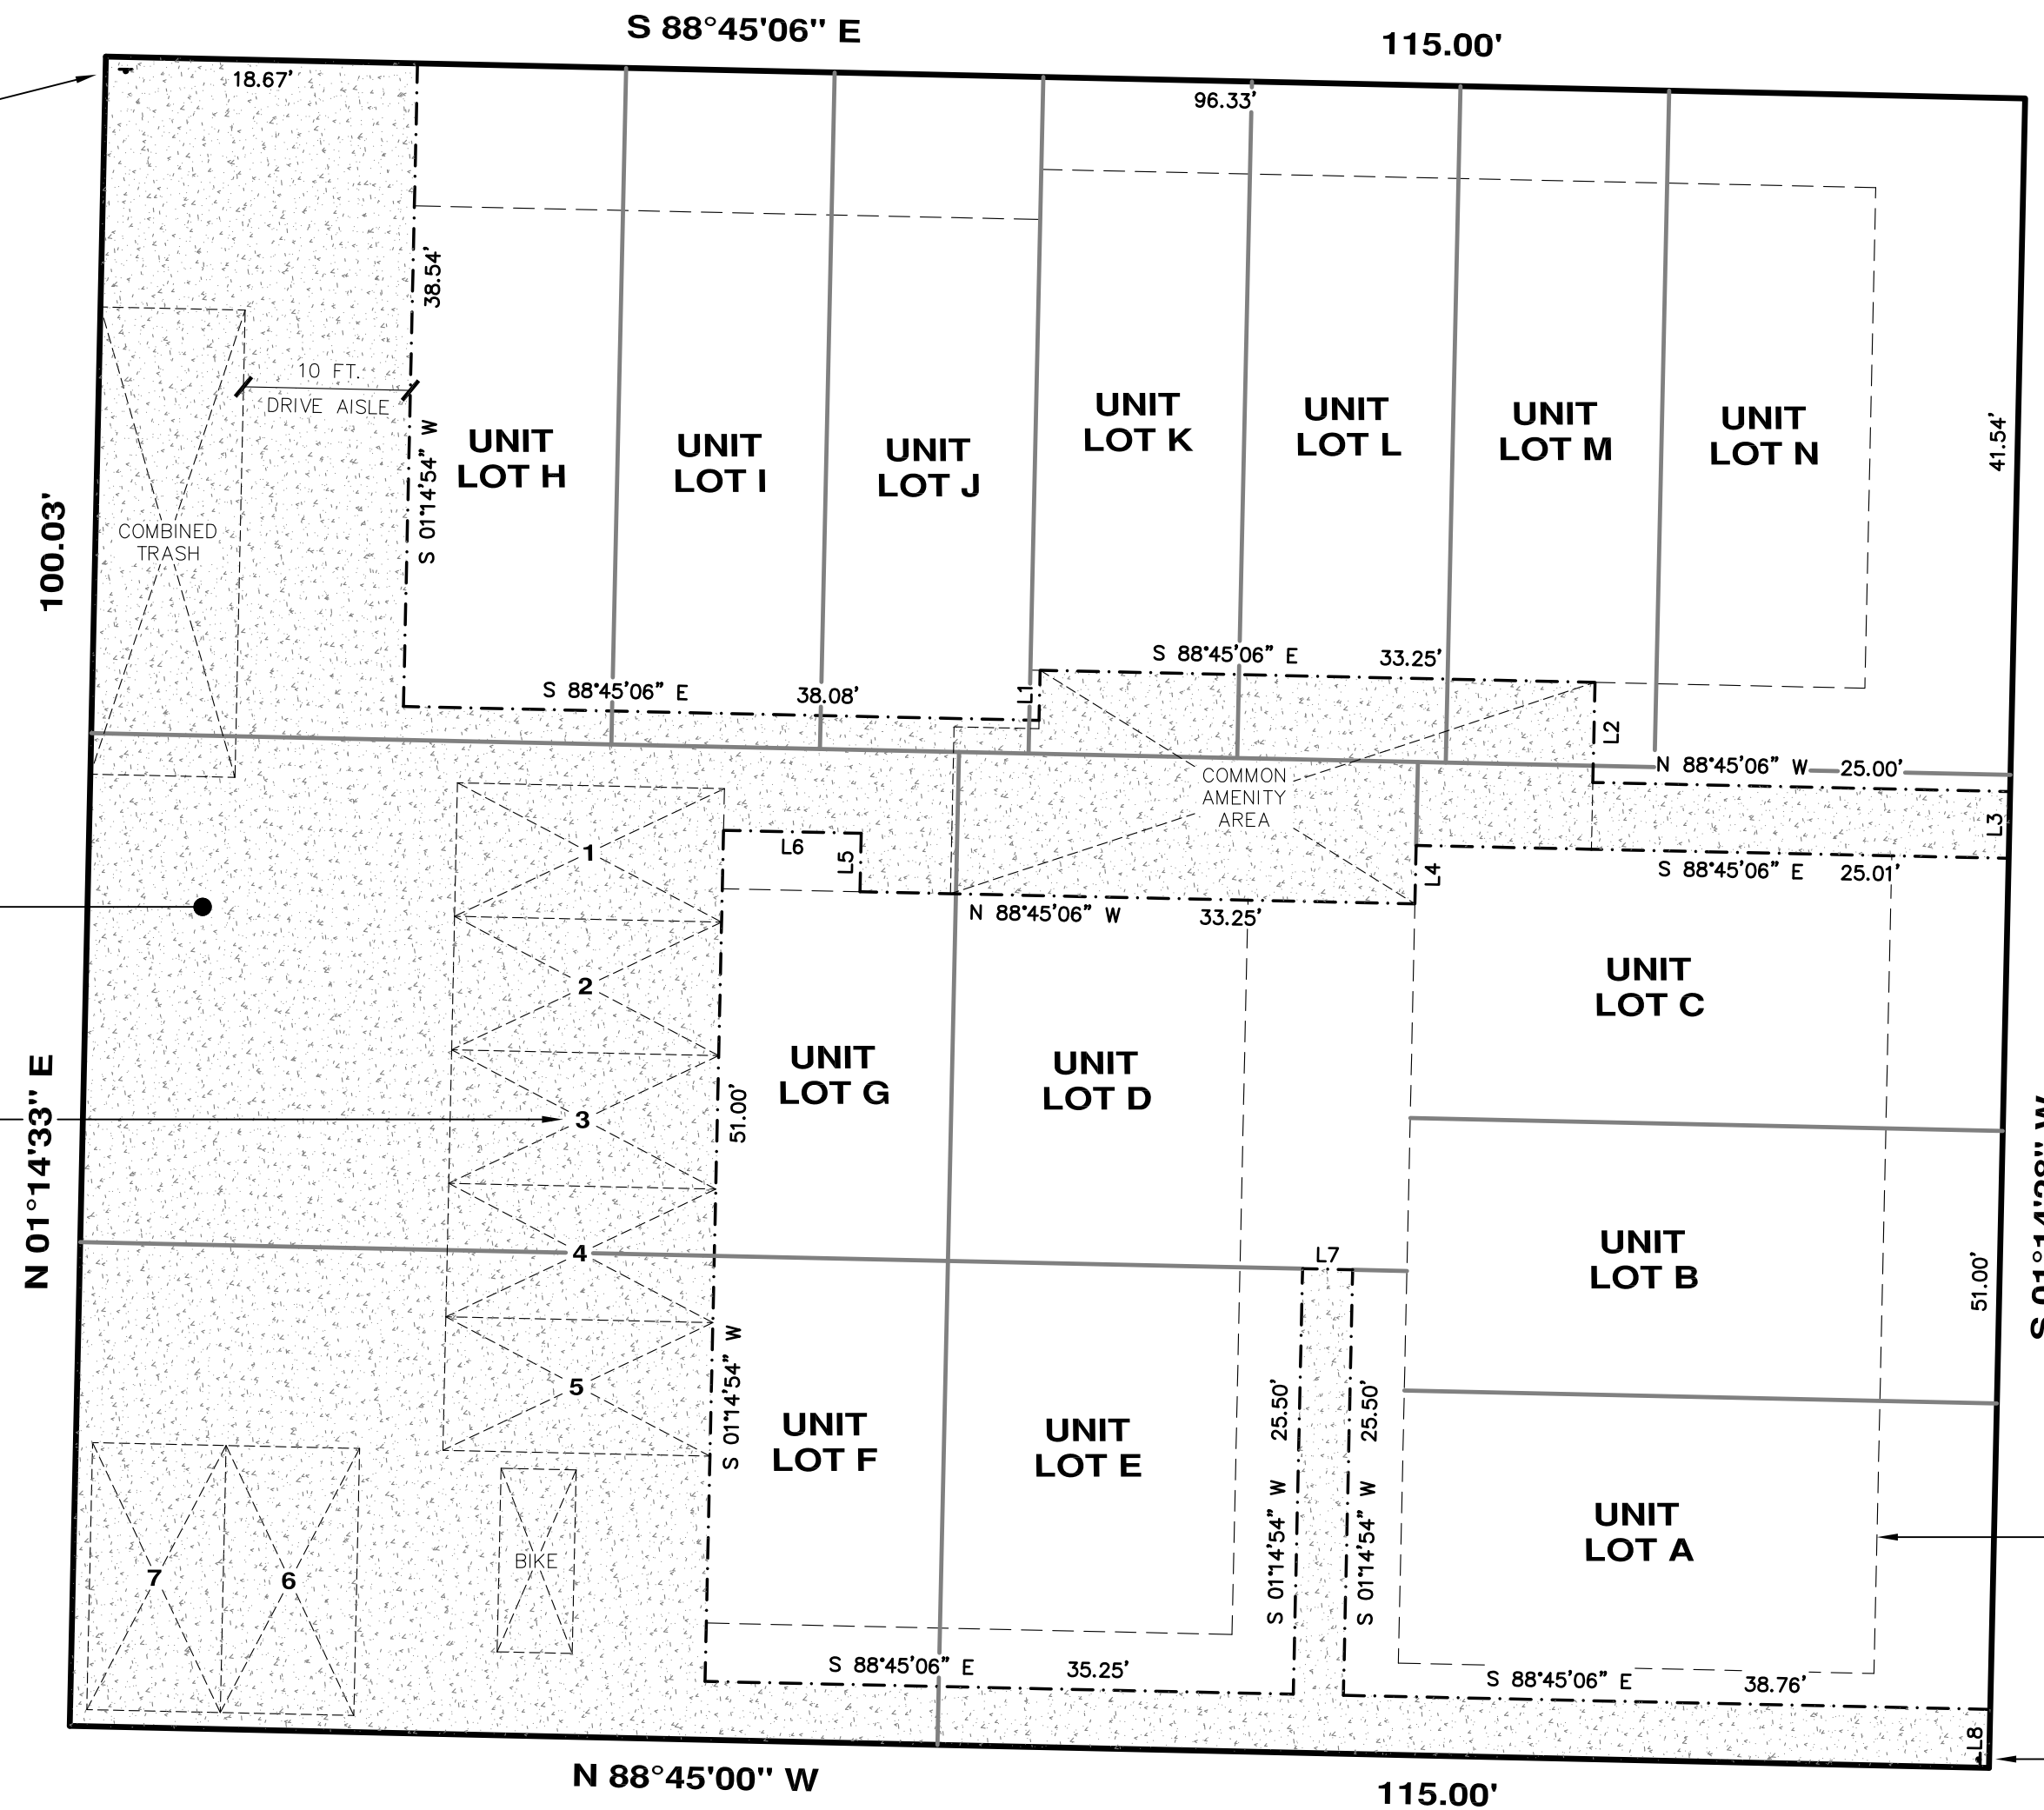 S 88°45'06" E
115.00'
18.67'
96.33'
38.54'
41.54'
10 FT.
DRIVE AISLE
S 01°14'54" W
UNIT
LOT H
UNIT
LOT I
UNIT
LOT J
UNIT
LOT K
UNIT
LOT L
UNIT
LOT M
UNIT
LOT N
100.03'
COMBINED
TRASH
S 88°45'06" E
33.25'
S 88°45'06" E
38.08'
L1
L2
N 88°45'06" W
25.00'
COMMON
AMENITY
AREA
L3
L6
L5
L4
S 88°45'06" E
25.01'
N 88°45'06" W
33.25'
1
2
3
4
5
N 01°14'33" E
51.00'
UNIT
LOT G
UNIT
LOT D
UNIT
LOT C
UNIT
LOT B
L7
51.00'
S 01°14'54" W
UNIT
LOT F
UNIT
LOT E
25.50'
S 01°14'54" W
25.50'
S 01°14'54" W
UNIT
LOT A
7
6
BIKE
S 88°45'06" E
35.25'
S 88°45'06" E
38.76'
L8
N 88°45'00" W
115.00'